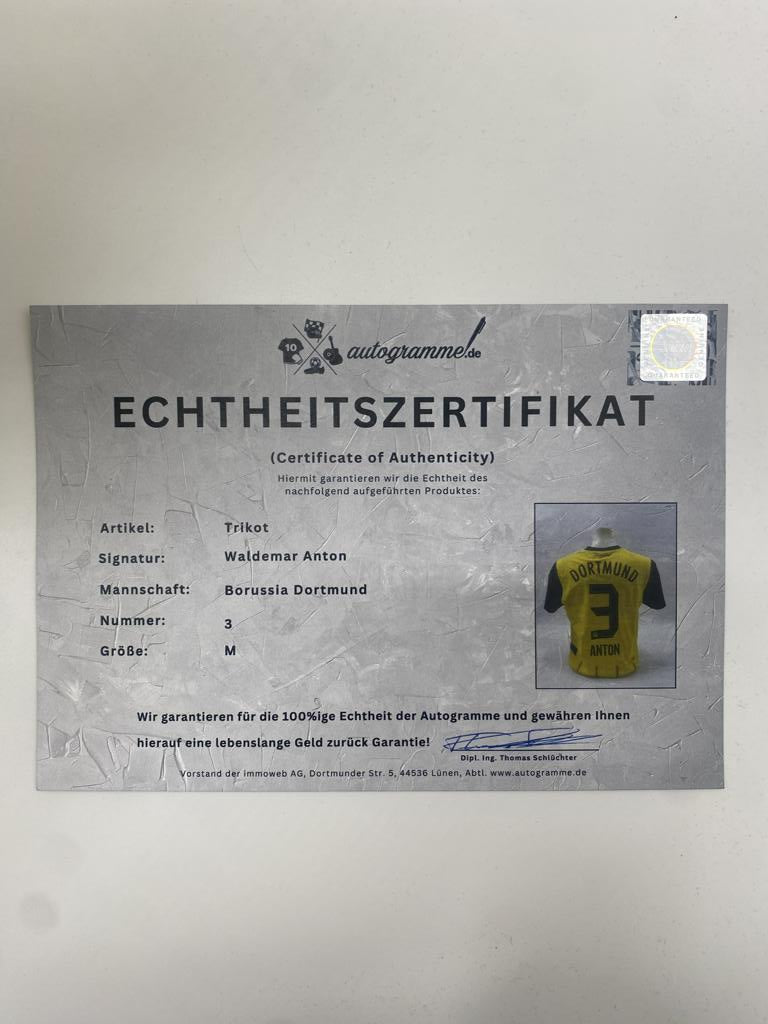 10
autogramme!.de
GUARANTEED
GUARANTEED
ECHTHEITSZERTIFIKAT
(Certificate of Authenticity)
Hiermit garantieren wir die Echtheit des
nachfolgend aufgeführten Produktes:
Artikel: Trikot
Signatur: Waldemar Anton
Mannschaft: Borussia Dortmund
Nummer: 3
Größe: M
DORTMUND
3
ANTON
Wir garantieren für die 100%ige Echtheit der Autogramme und gewähren Ihnen
hierauf eine lebenslange Geld zurück Garantie!
Dipl. Ing. Thomas Schlüchter
Vorstand der immoweb AG, Dortmunder Str. 5, 44536 Lünen, Abtl. www.autogramme.de